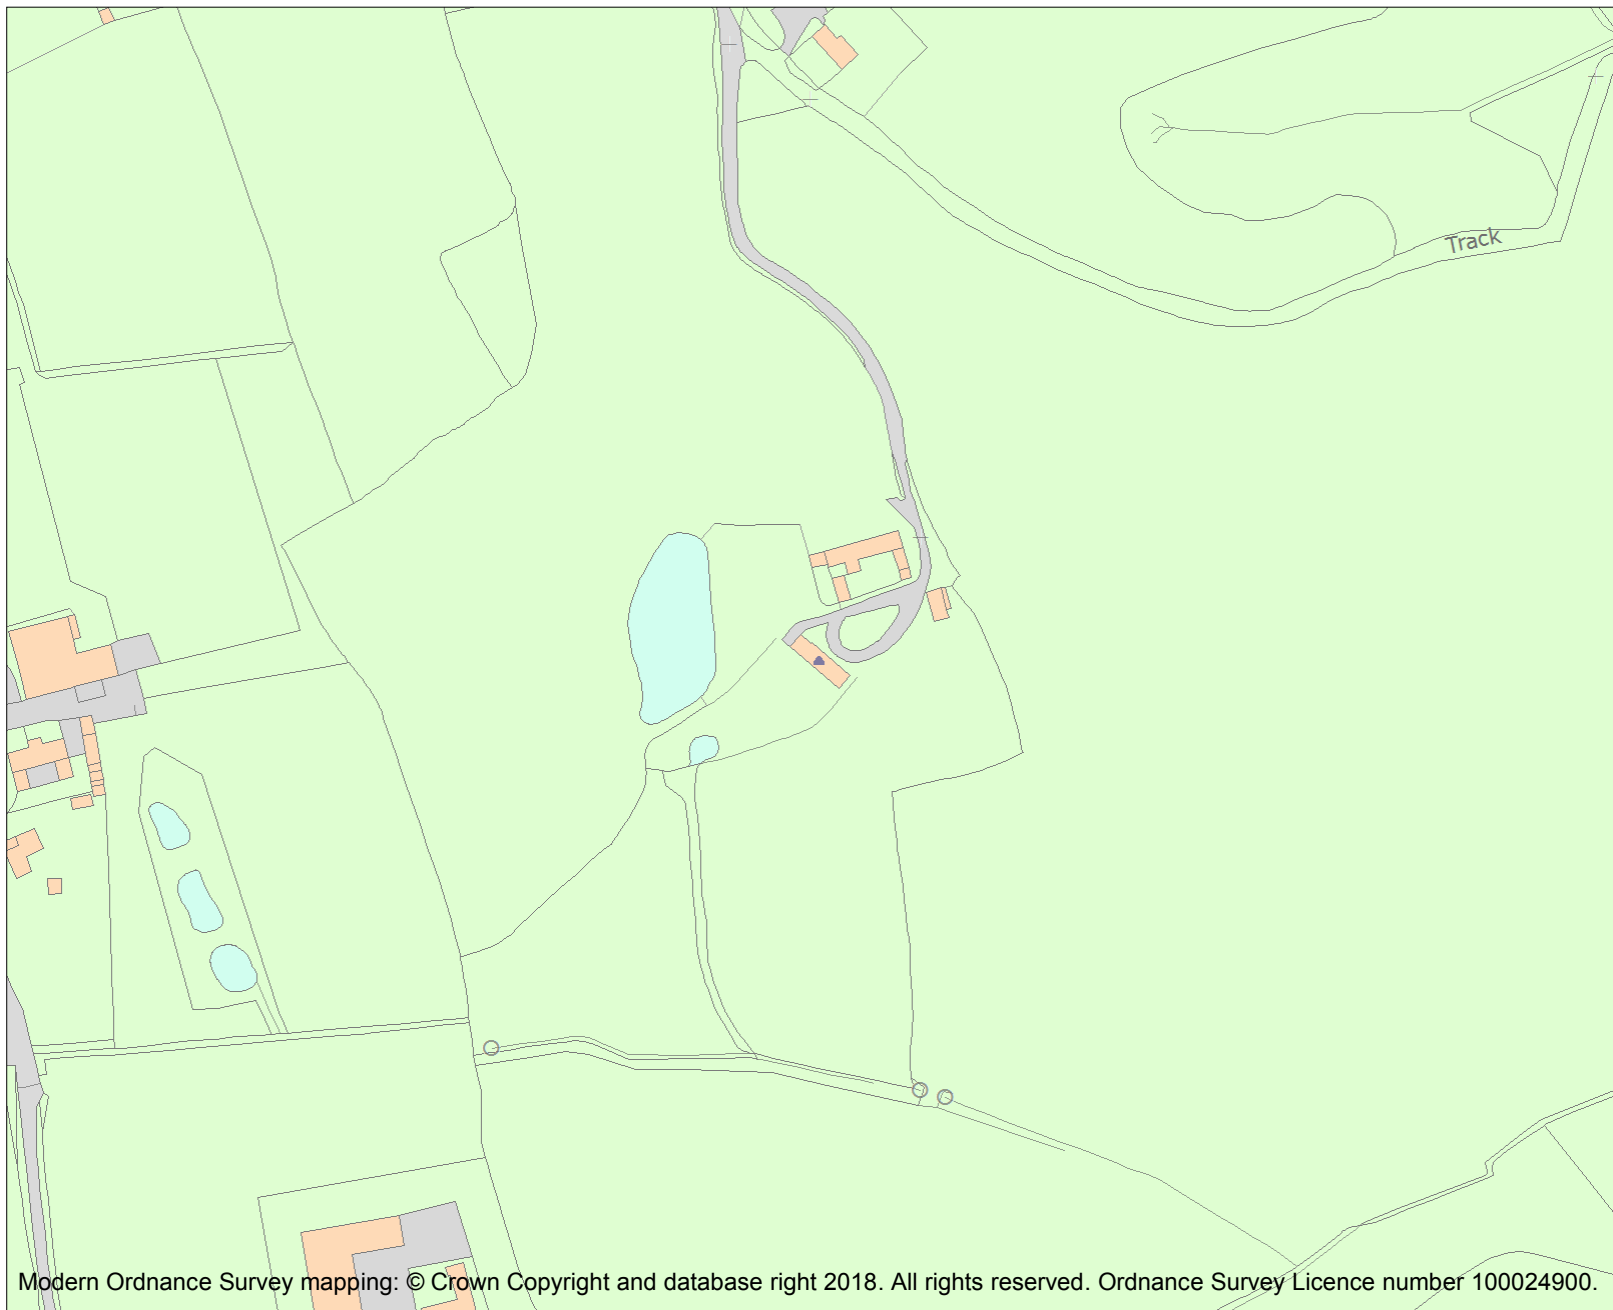 Track
Modern Ordnance Survey mapping: © Crown Copyright and database right 2018. All rights reserved. Ordnance Survey Licence number 100024900.